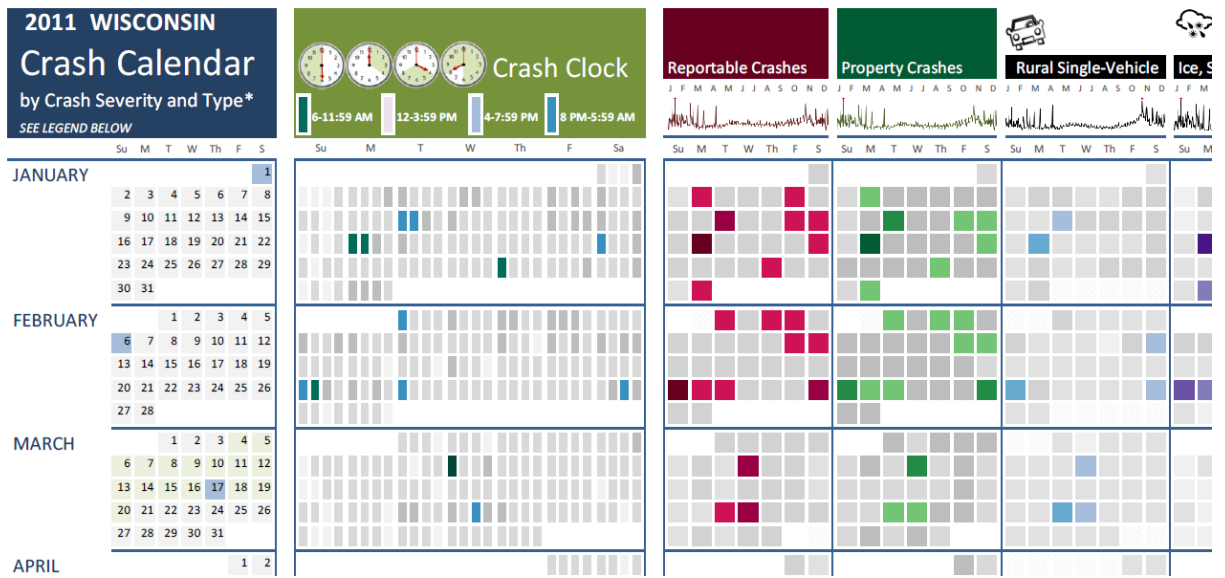 2011 WISCONSIN
Crash Calendar
by Crash Severity and Type*
SEE LEGEND BELOW
Crash Clock
6-11:59 AM 12-3:59 PM 4-7:59 PM 8 PM-5:59 AM
Reportable Crashes
Property Crashes
Rural Single-Vehicle
Ice, S
J F M A M J J A S O N D J F M A M J J A S O N D J F M A M J J A S O N D J F M
Su M T W Th F S
Su M T W Th F Sa
Su M T W Th F S
Su M T W Th F S
Su M T W Th F S
Su M
JANUARY
1
2 3 4 5 6 7 8
9 10 11 12 13 14 15
16 17 18 19 20 21 22
23 24 25 26 27 28 29
30 31
FEBRUARY
1 2 3 4 5
6 7 8 9 10 11 12
13 14 15 16 17 18 19
20 21 22 23 24 25 26
27 28
MARCH
1 2 3 4 5
6 7 8 9 10 11 12
13 14 15 16 17 18 19
20 21 22 23 24 25 26
27 28 29 30 31
APRIL
1 2